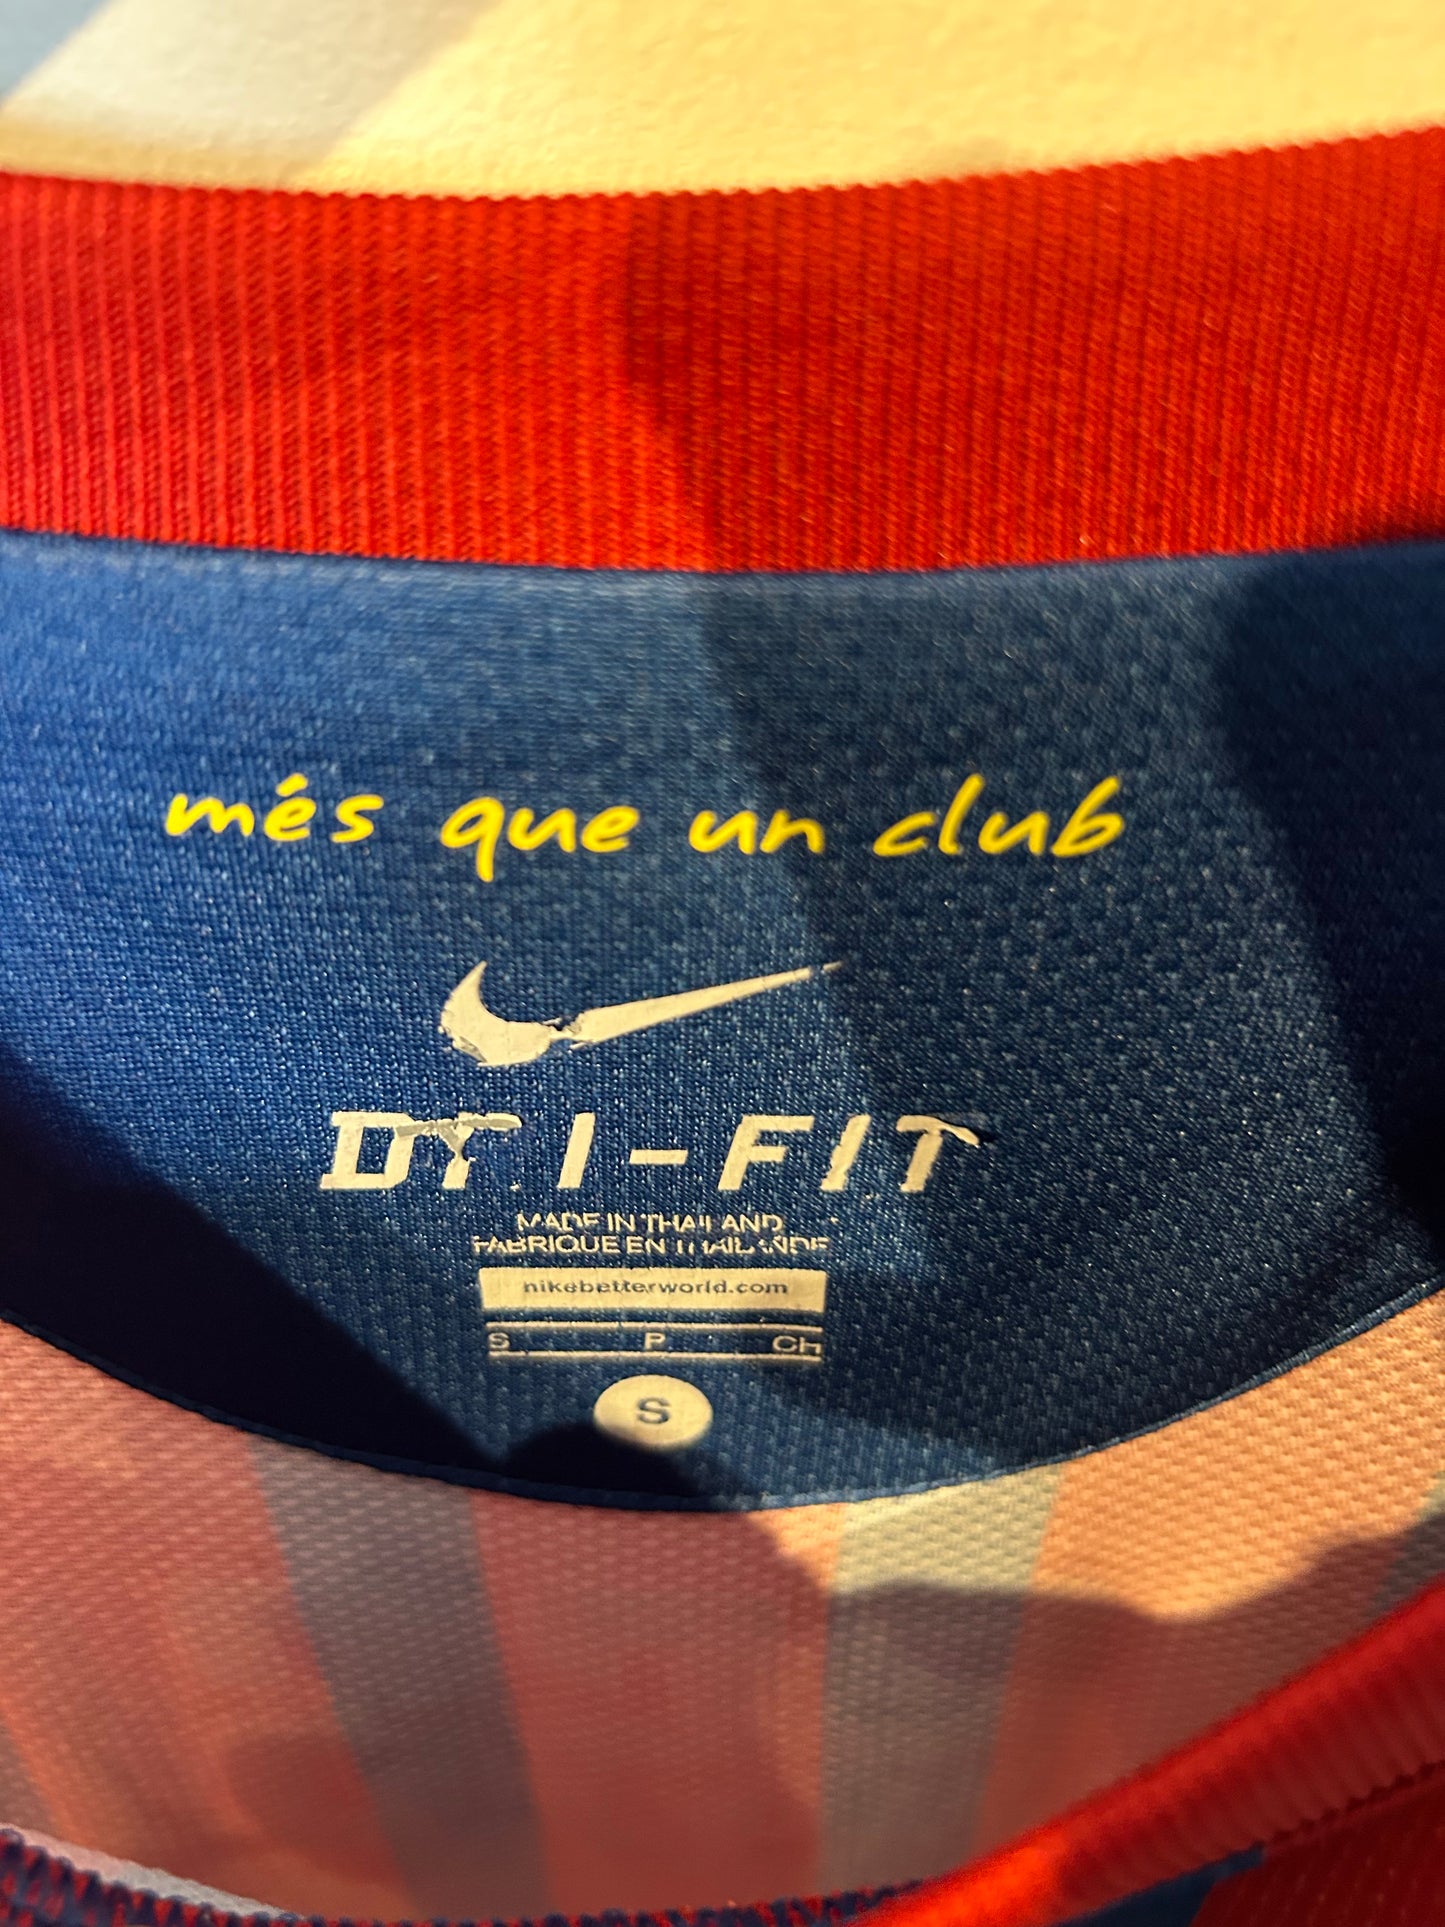 més que un club
DRI-FIT
MADE IN THAILAND
FABRIQUE EN THAILANDE
nikebetterworld.com
S P CH
S